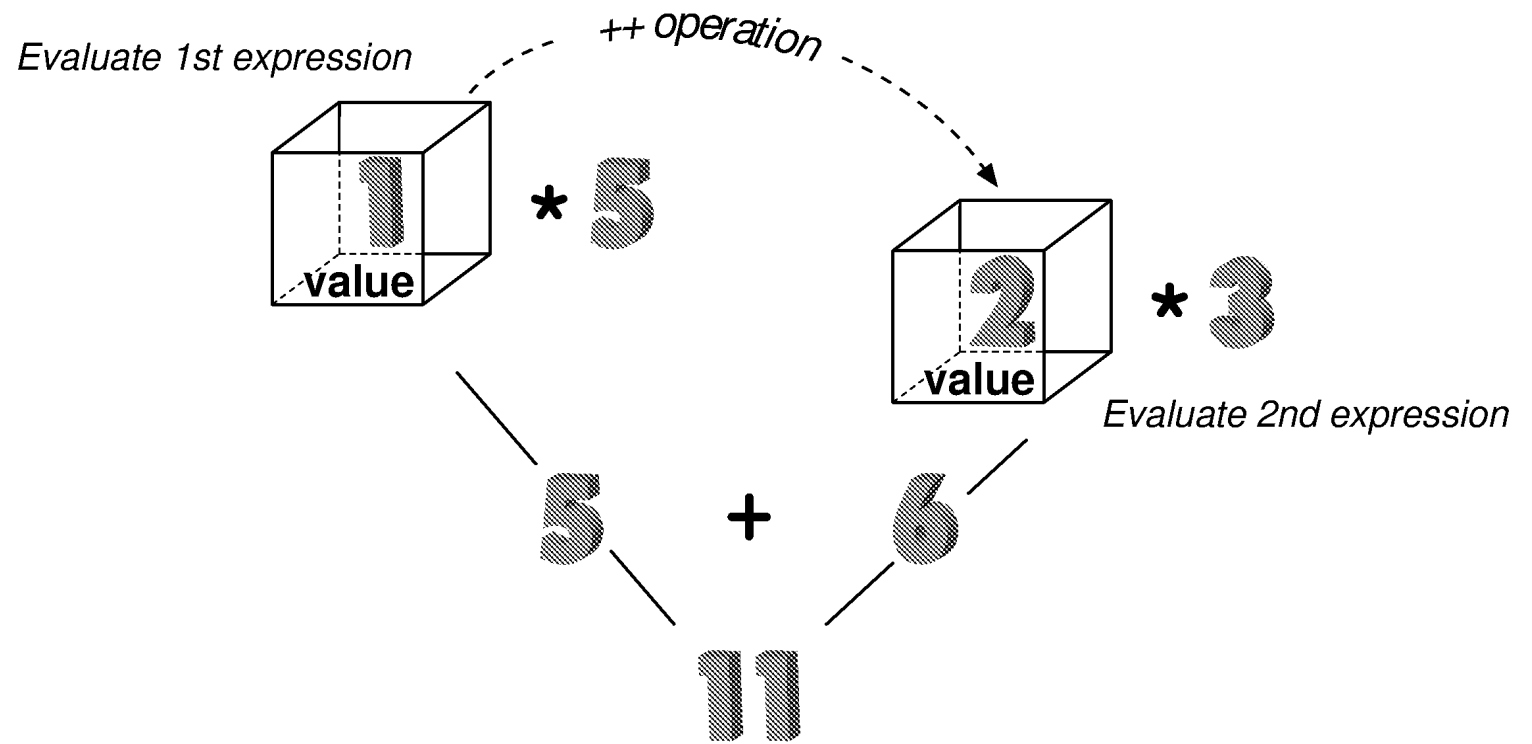 ++ operation
Evaluate 1st expression
1 * 5
value
2 * 3
value
Evaluate 2nd expression
5 + 6
11